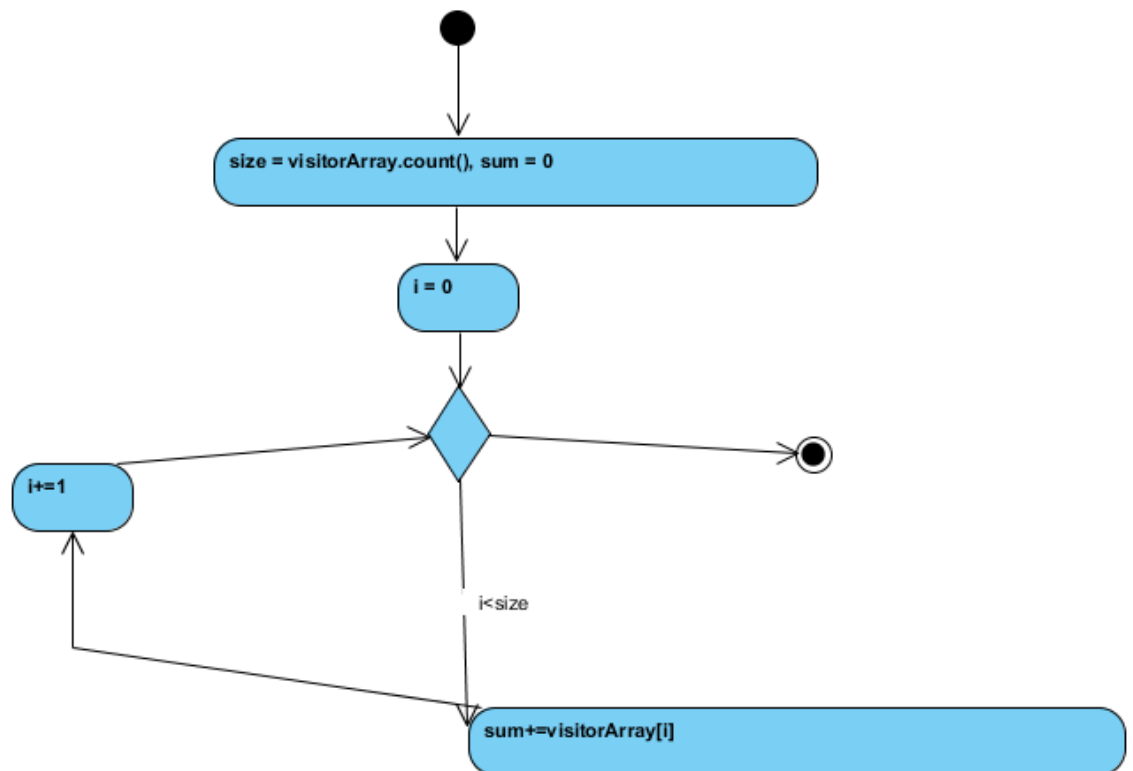 size = visitorArray.count(), sum = 0
i = 0
i+=1
i<size
sum+=visitorArray[i]